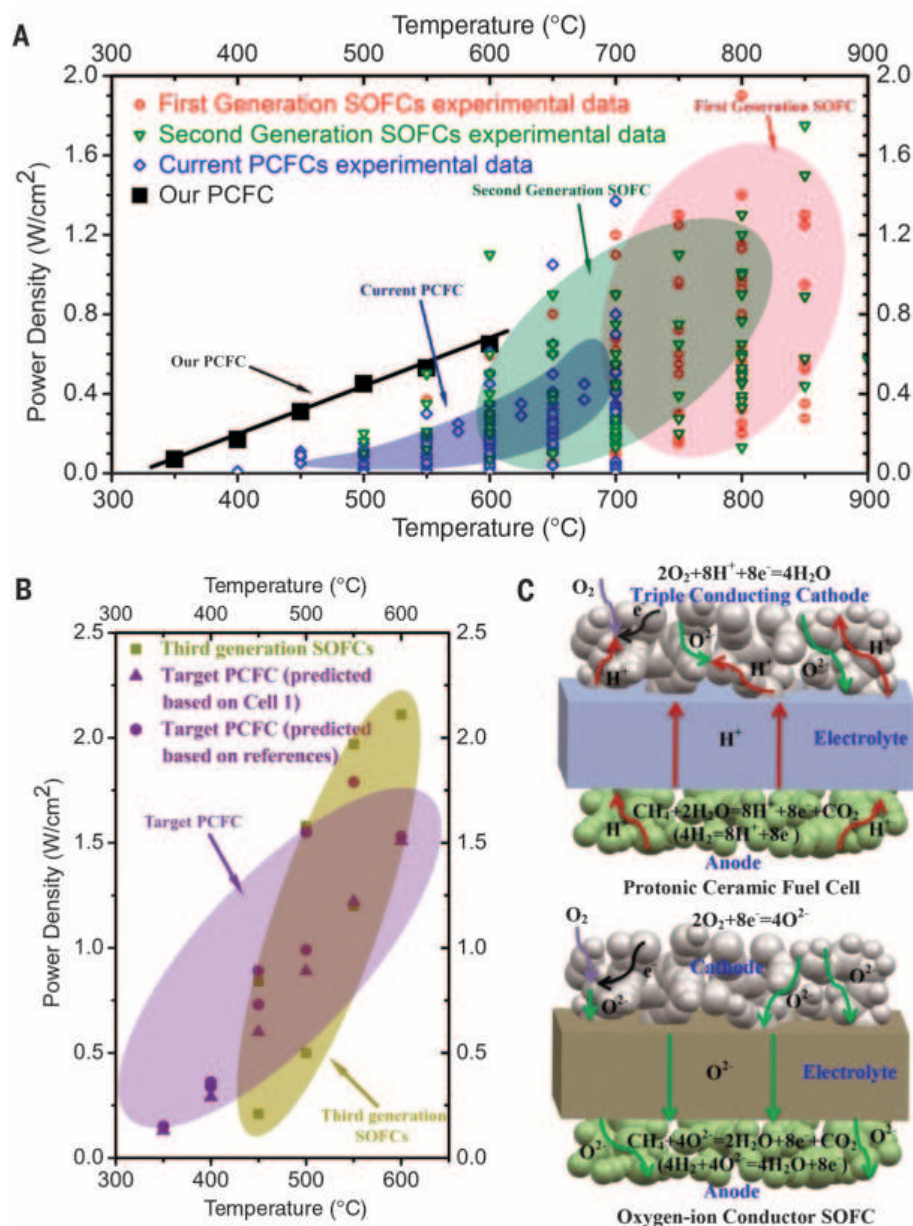 A
Temperature (°C)
300 400 500 600 700 800 900
2.0 2.0
First Generation SOFCs experimental data
Second Generation SOFCs experimental data
Current PCFCs experimental data
Our PCFC
First Generation SOFC
Second Generation SOFC
Current PCFC
Our PCFC
Power Density (W/cm²)
1.6 1.6
1.2 1.2
0.8 0.8
0.4 0.4
0.0 0.0
300 400 500 600 700 800 900
Temperature (°C)
B
Temperature (°C)
300 400 500 600
2.5 2.5
Third generation SOFCs
Target PCFC (predicted
based on Cell 1)
Target PCFC (predicted
based on references)
2.0 2.0
Target PCFC
Power Density (W/cm²)
1.5 1.5
1.0 1.0
0.5 0.5
Third generation
SOFCs
0.0 0.0
300 400 500 600
Temperature (°C)
C
2O₂+8H⁺+8e⁻=4H₂O
O₂
Triple Conducting Cathode
e⁻
O²⁻
H⁺
H⁺
O²⁻
H⁺
H⁺
Electrolyte
CH₄+2H₂O=8H⁺+8e⁻+CO₂
H⁺
(4H₂=8H⁺+8e⁻)
H⁺
Anode
Protonic Ceramic Fuel Cell
2O₂+8e⁻=4O²⁻
O₂
Cathode
e⁻
O²⁻
O²⁻
O²⁻
O²⁻
Electrolyte
O²⁻
CH₄+4O²⁻=2H₂O+8e⁻+CO₂
O²⁻
(4H₂+4O²⁻=4H₂O+8e⁻)
Anode
Oxygen-ion Conductor SOFC